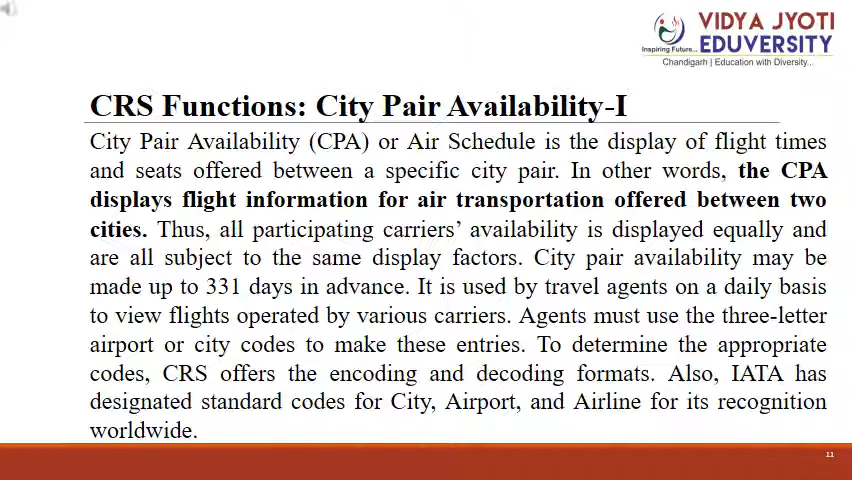 VIDYA JYOTI
EDUVERSITY
Inspiring Future...
Chandigarh | Education with Diversity...
CRS Functions: City Pair Availability-I
City Pair Availability (CPA) or Air Schedule is the display of flight times
and seats offered between a specific city pair. In other words, the CPA
displays flight information for air transportation offered between two
cities. Thus, all participating carriers’ availability is displayed equally and
are all subject to the same display factors. City pair availability may be
made up to 331 days in advance. It is used by travel agents on a daily basis
to view flights operated by various carriers. Agents must use the three-letter
airport or city codes to make these entries. To determine the appropriate
codes, CRS offers the encoding and decoding formats. Also, IATA has
designated standard codes for City, Airport, and Airline for its recognition
worldwide.
11